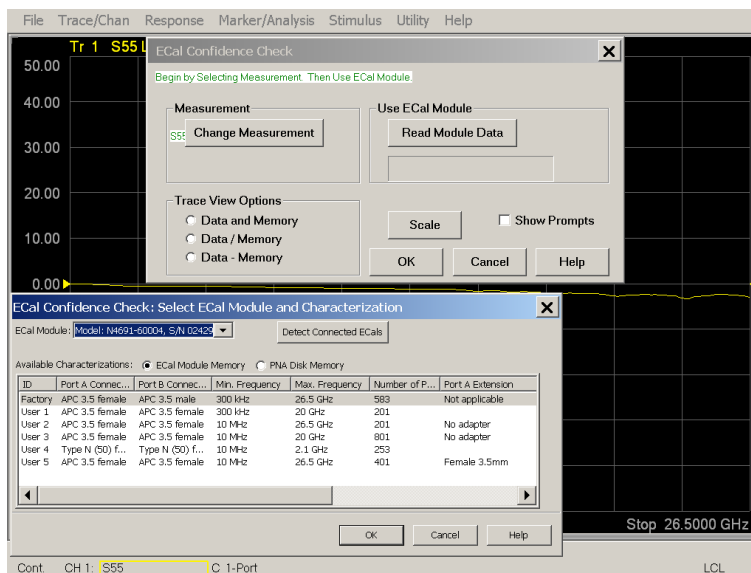 File Trace/Chan Response Marker/Analysis Stimulus Utility Help
Tr 1 S55 L
50.00
40.00
30.00
20.00
10.00
0.00
ECal Confidence Check
Begin by Selecting Measurement. Then Use ECal Module.
Measurement
S55
Change Measurement
Use ECal Module
Read Module Data
Trace View Options
Data and Memory
Data / Memory
Data - Memory
Scale
Show Prompts
OK Cancel Help
ECal Confidence Check: Select ECal Module and Characterization
ECal Module: Model: N4691-60004, S/N 02429
Detect Connected ECals
Available Characterizations: ECal Module Memory PNA Disk Memory
ID Port A Connec... Port B Connec... Min. Frequency Max. Frequency Number of P... Port A Extension
Factory APC 3.5 female APC 3.5 male 300 kHz 26.5 GHz 583 Not applicable
User 1 APC 3.5 female APC 3.5 female 300 kHz 20 GHz 201
User 2 APC 3.5 female APC 3.5 female 10 MHz 26.5 GHz 201 No adapter
User 3 APC 3.5 female APC 3.5 female 10 MHz 20 GHz 801 No adapter
User 4 Type N (50) f... Type N (50) f... 10 MHz 2.1 GHz 253
User 5 APC 3.5 female APC 3.5 female 10 MHz 26.5 GHz 401 Female 3.5mm
OK Cancel Help
Stop 26.5000 GHz
Cont. CH 1: S55 C 1-Port LCL